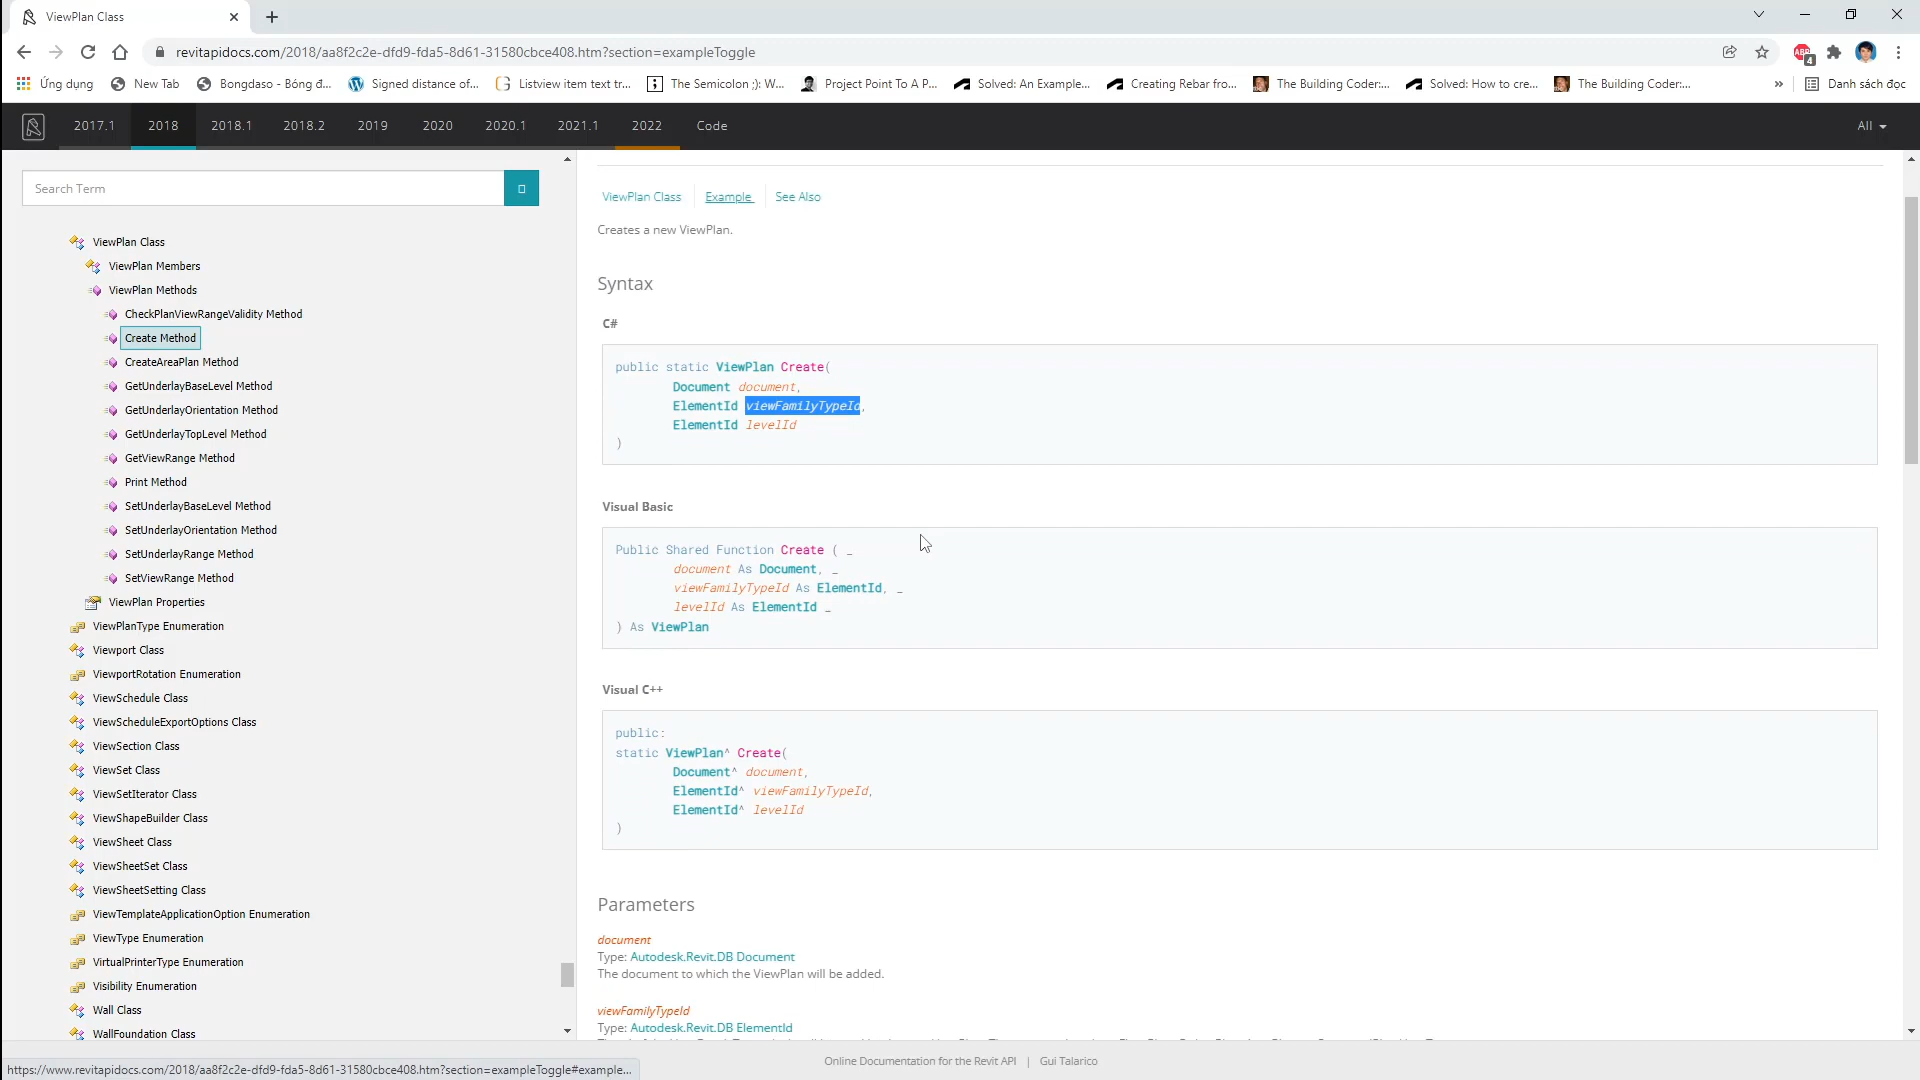 ViewPlan Class
revitapidocs.com/2018/aa8f2c2e-dfd9-fda5-8d61-31580cbce408.htm?section=exampleToggle
4
Ứng dụng
New Tab
Bongdaso - Bóng đ...
Signed distance of...
Listview item text tr...
The Semicolon ;): W...
Project Point To A P...
Solved: An Example...
Creating Rebar fro...
The Building Coder:...
Solved: How to cre...
The Building Coder:...
»
Danh sách đọc
2017.1
2018
2018.1
2018.2
2019
2020
2020.1
2021.1
2022
Code
All
Search Term
ViewPlan Class
ViewPlan Members
ViewPlan Methods
CheckPlanViewRangeValidity Method
Create Method
CreateAreaPlan Method
GetUnderlayBaseLevel Method
GetUnderlayOrientation Method
GetUnderlayTopLevel Method
GetViewRange Method
Print Method
SetUnderlayBaseLevel Method
SetUnderlayOrientation Method
SetUnderlayRange Method
SetViewRange Method
ViewPlan Properties
ViewPlanType Enumeration
Viewport Class
ViewportRotation Enumeration
ViewSchedule Class
ViewScheduleExportOptions Class
ViewSection Class
ViewSet Class
ViewSetIterator Class
ViewShapeBuilder Class
ViewSheet Class
ViewSheetSet Class
ViewSheetSetting Class
ViewTemplateApplicationOption Enumeration
ViewType Enumeration
VirtualPrinterType Enumeration
Visibility Enumeration
Wall Class
WallFoundation Class
ViewPlan Class
Example
See Also
Creates a new ViewPlan.
Syntax
C#
public static ViewPlan Create(
Document document,
ElementId viewFamilyTypeId,
ElementId levelId
)
Visual Basic
Public Shared Function Create ( _
document As Document, _
viewFamilyTypeId As ElementId, _
levelId As ElementId _
) As ViewPlan
Visual C++
public:
static ViewPlan^ Create(
Document^ document,
ElementId^ viewFamilyTypeId,
ElementId^ levelId
)
Parameters
document
Type: Autodesk.Revit.DB Document
The document to which the ViewPlan will be added.
viewFamilyTypeId
Type: Autodesk.Revit.DB ElementId
Online Documentation for the Revit API | Gui Talarico
https://www.revitapidocs.com/2018/aa8f2c2e-dfd9-fda5-8d61-31580cbce408.htm?section=exampleToggle#example...